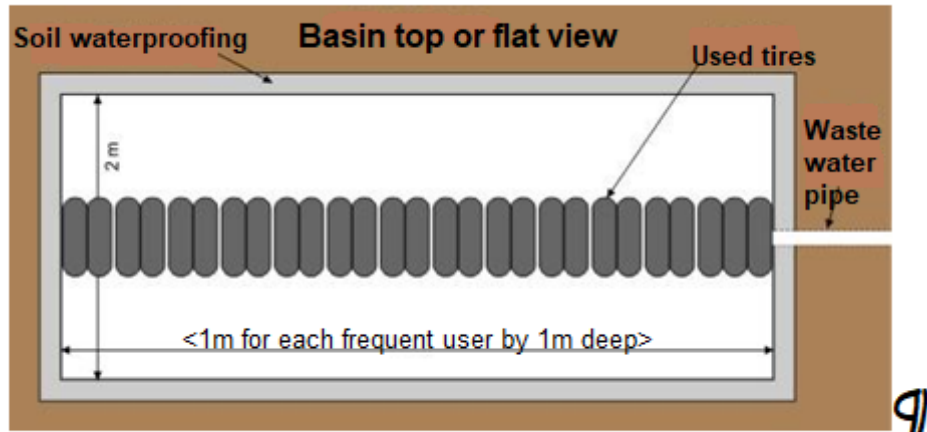 Basin top or flat view
Soil waterproofing
Used tires
Waste
water
pipe
2 m
<1m for each frequent user by 1m deep>
¶